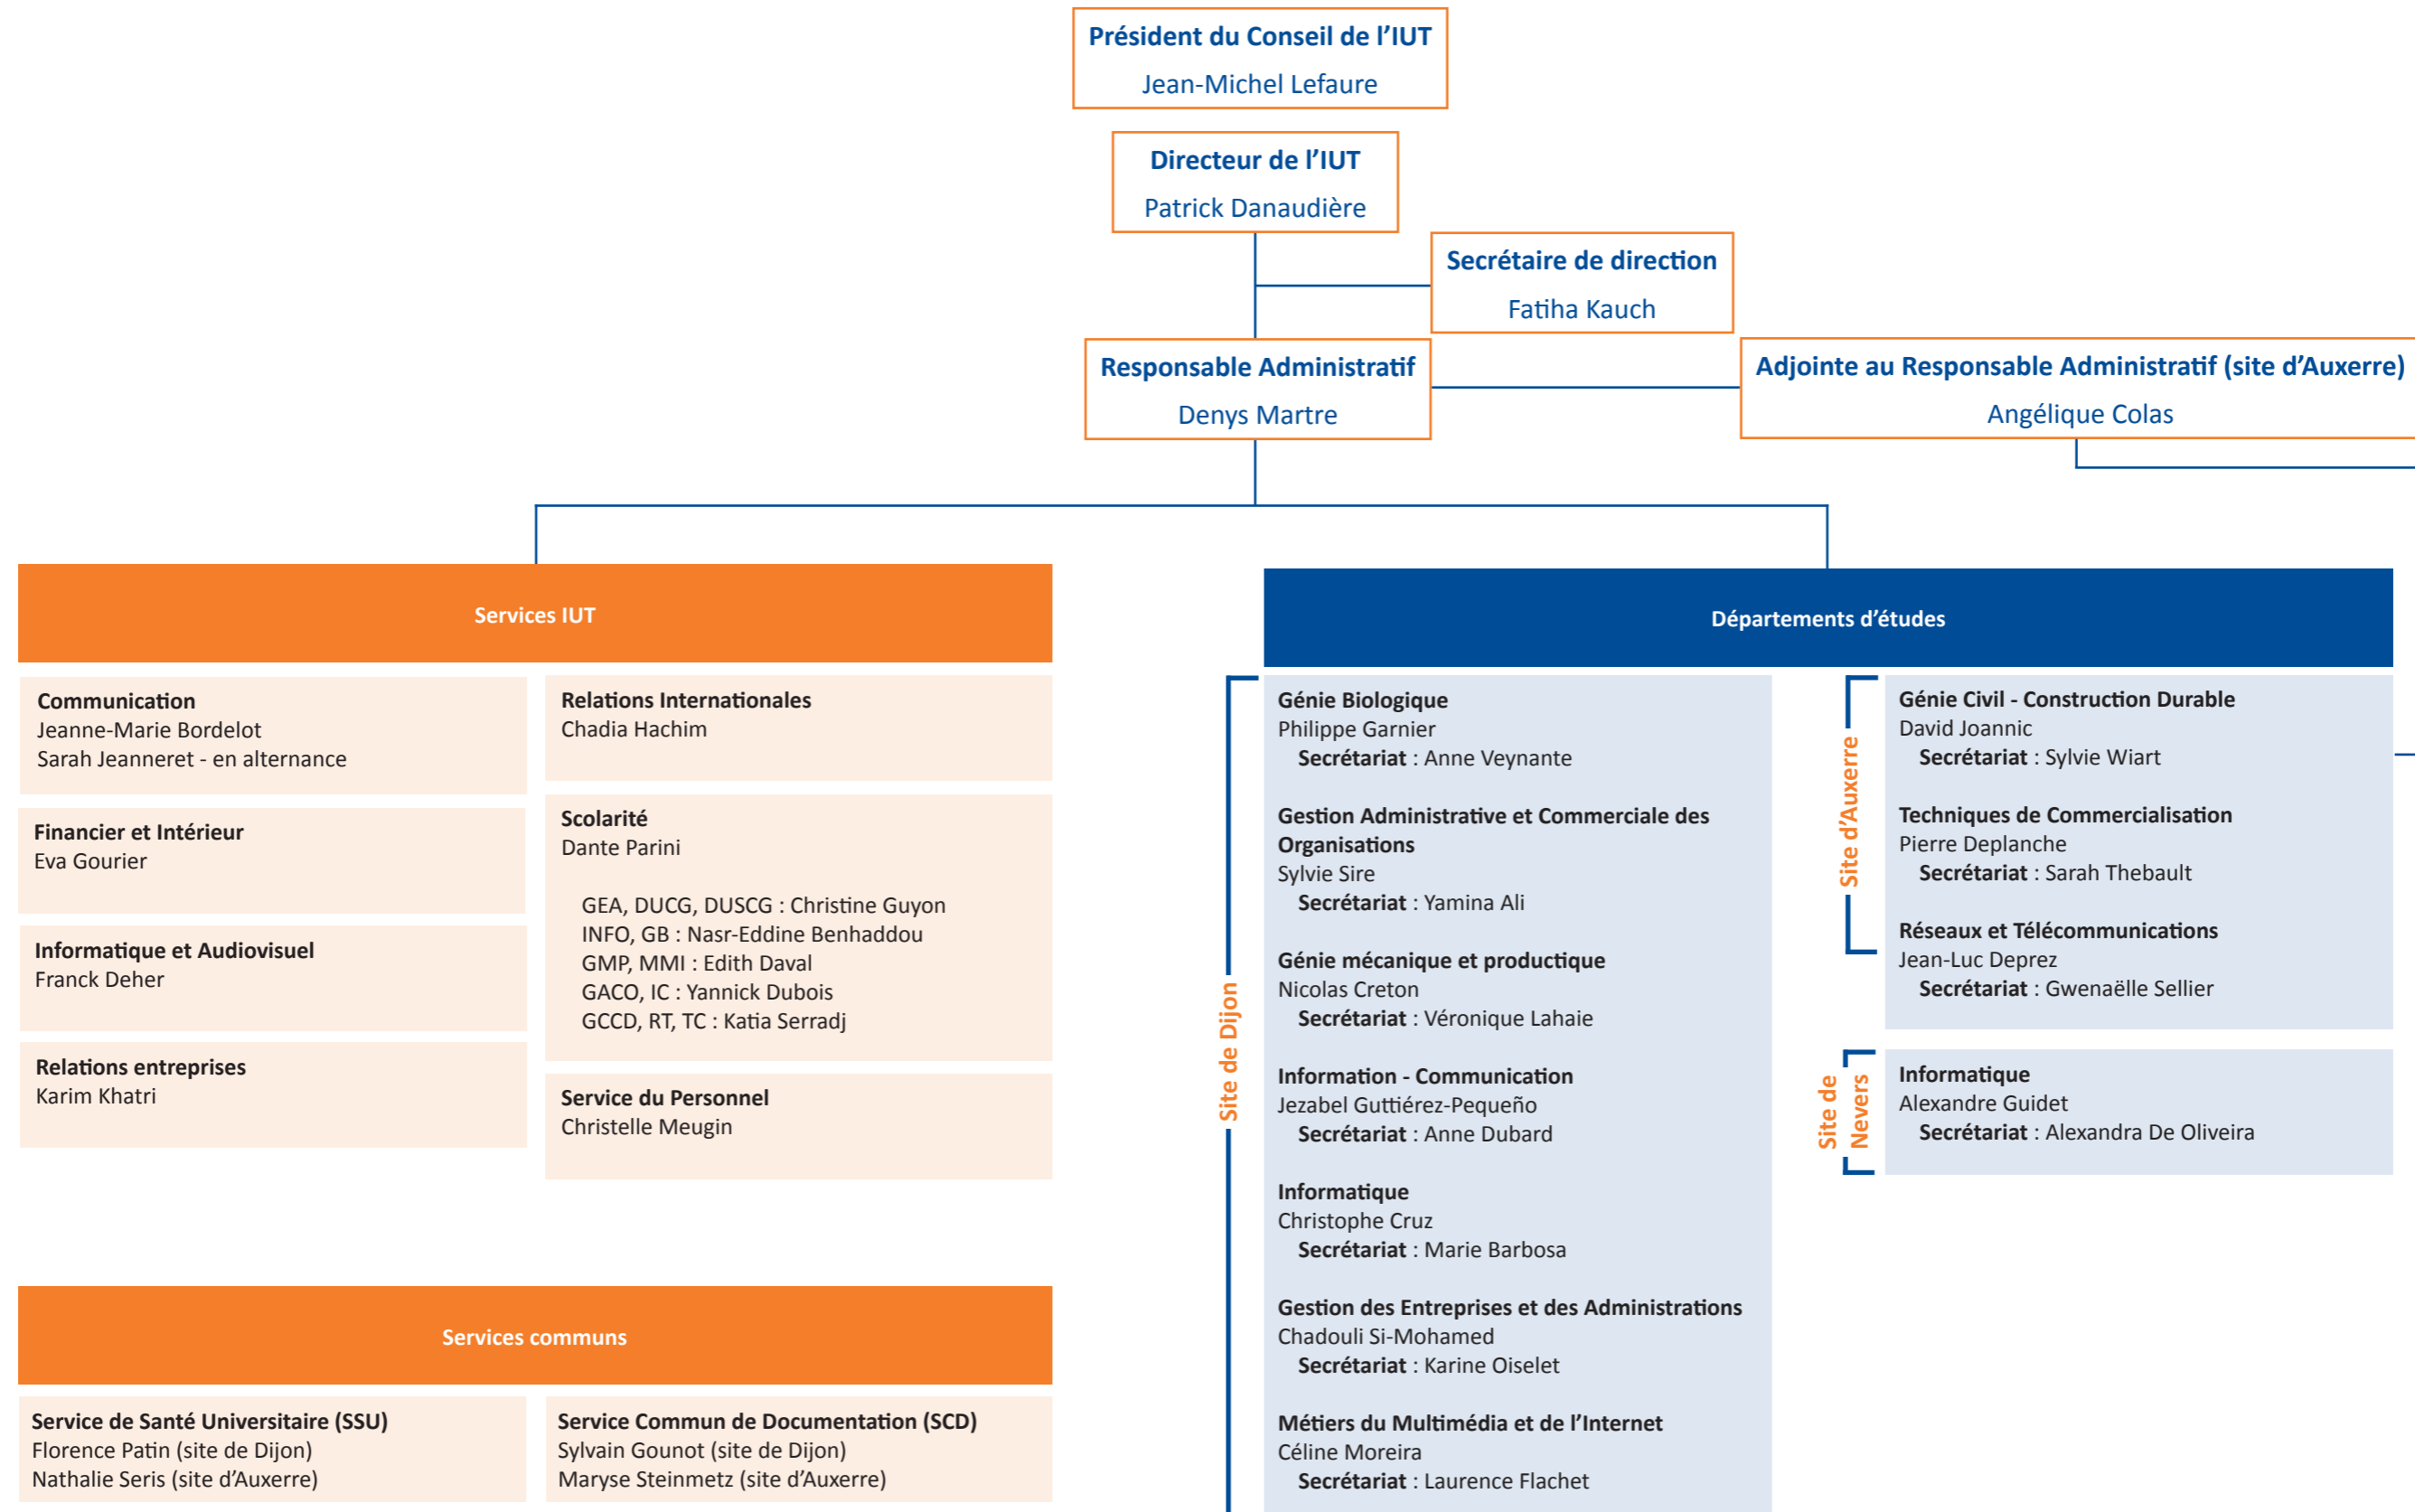 Président du Conseil de l’IUT
Jean-Michel Lefaure
Directeur de l’IUT
Patrick Danaudière
Secrétaire de direction
Fatiha Kauch
Responsable Administratif
Denys Martre
Adjointe au Responsable Administratif (site d’Auxerre)
Angélique Colas
Services IUT
Communication
Jeanne-Marie Bordelot
Sarah Jeanneret - en alternance
Financier et Intérieur
Eva Gourier
Informatique et Audiovisuel
Franck Deher
Relations entreprises
Karim Khatri
Relations Internationales
Chadia Hachim
Scolarité
Dante Parini
GEA, DUCG, DUSCG : Christine Guyon
INFO, GB : Nasr-Eddine Benhaddou
GMP, MMI : Edith Daval
GACO, IC : Yannick Dubois
GCCD, RT, TC : Katia Serradj
Service du Personnel
Christelle Meugin
Services communs
Service de Santé Universitaire (SSU)
Florence Patin (site de Dijon)
Nathalie Seris (site d’Auxerre)
Service Commun de Documentation (SCD)
Sylvain Gounot (site de Dijon)
Maryse Steinmetz (site d’Auxerre)
Départements d’études
Site de Dijon
Génie Biologique
Philippe Garnier
Secrétariat : Anne Veynante
Gestion Administrative et Commerciale des
Organisations
Sylvie Sire
Secrétariat : Yamina Ali
Génie mécanique et productique
Nicolas Creton
Secrétariat : Véronique Lahaie
Information - Communication
Jezabel Guttiérez-Pequeño
Secrétariat : Anne Dubard
Informatique
Christophe Cruz
Secrétariat : Marie Barbosa
Gestion des Entreprises et des Administrations
Chadouli Si-Mohamed
Secrétariat : Karine Oiselet
Métiers du Multimédia et de l’Internet
Céline Moreira
Secrétariat : Laurence Flachet
Site d’Auxerre
Génie Civil - Construction Durable
David Joannic
Secrétariat : Sylvie Wiart
Techniques de Commercialisation
Pierre Deplanche
Secrétariat : Sarah Thebault
Réseaux et Télécommunications
Jean-Luc Deprez
Secrétariat : Gwenaëlle Sellier
Site de
Nevers
Informatique
Alexandre Guidet
Secrétariat : Alexandra De Oliveira